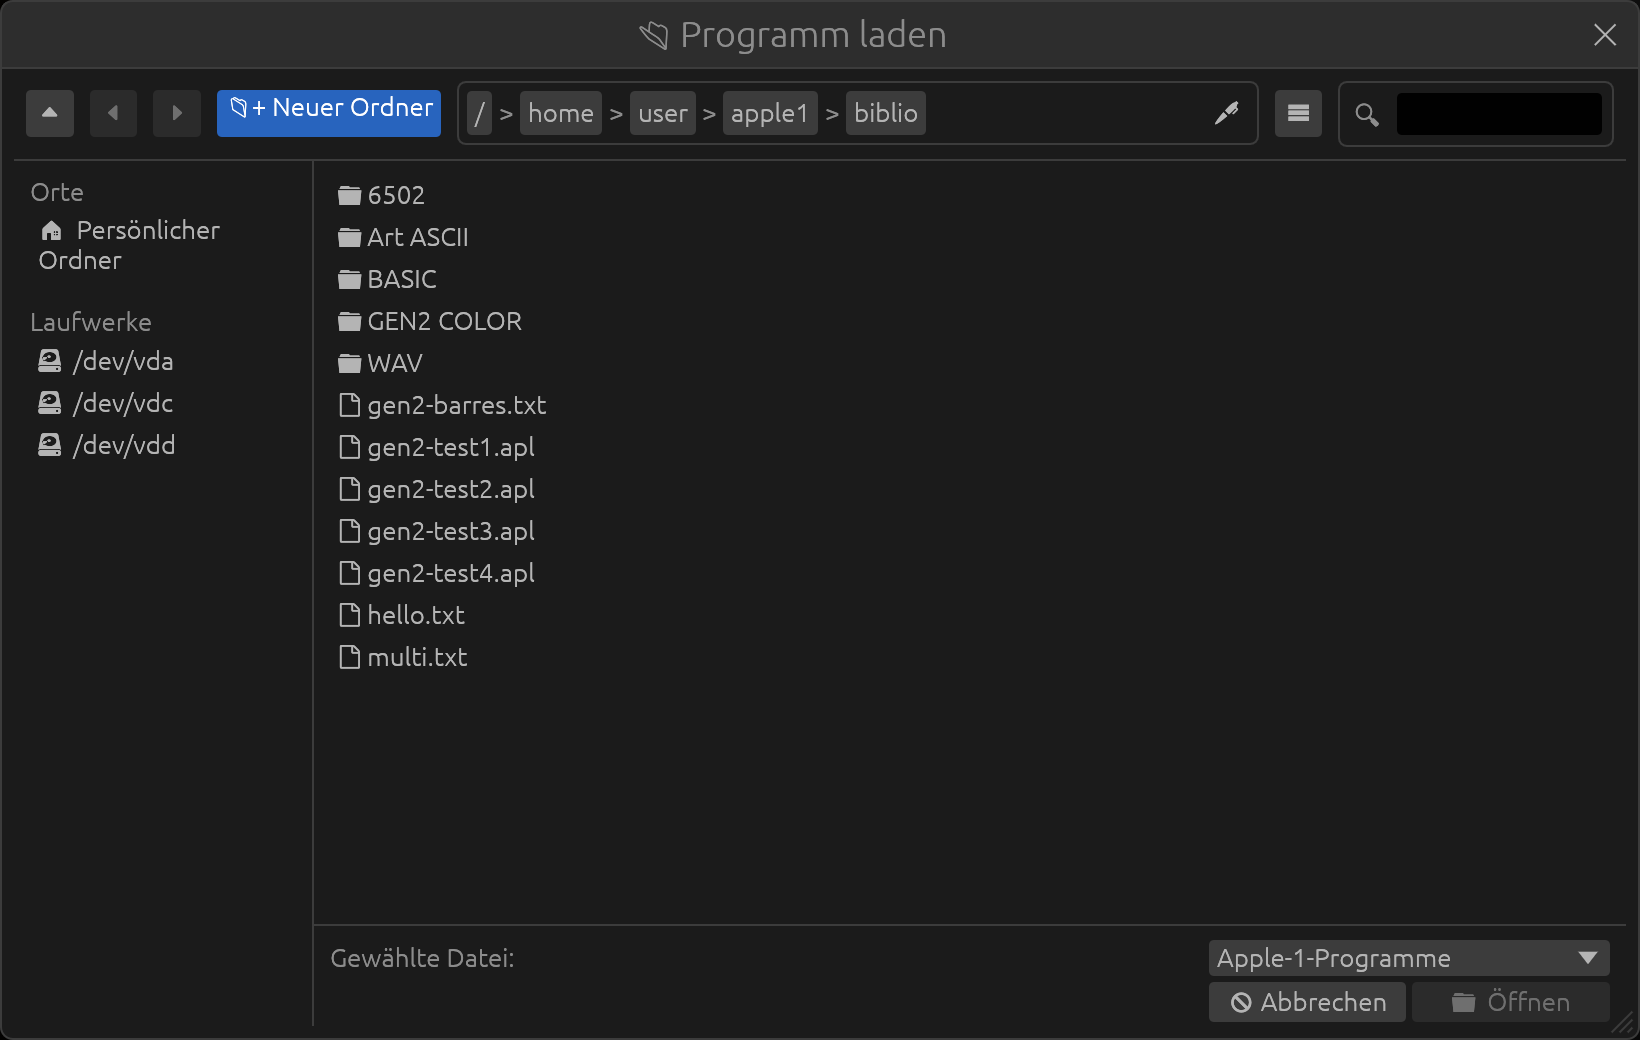 Programm laden
+ Neuer Ordner
/ > home > user > apple1 > biblio
Orte
Persönlicher
Ordner
Laufwerke
/dev/vda
/dev/vdc
/dev/vdd
6502
Art ASCII
BASIC
GEN2 COLOR
WAV
gen2-barres.txt
gen2-test1.apl
gen2-test2.apl
gen2-test3.apl
gen2-test4.apl
hello.txt
multi.txt
Gewählte Datei:
Apple-1-Programme
Abbrechen
Öffnen